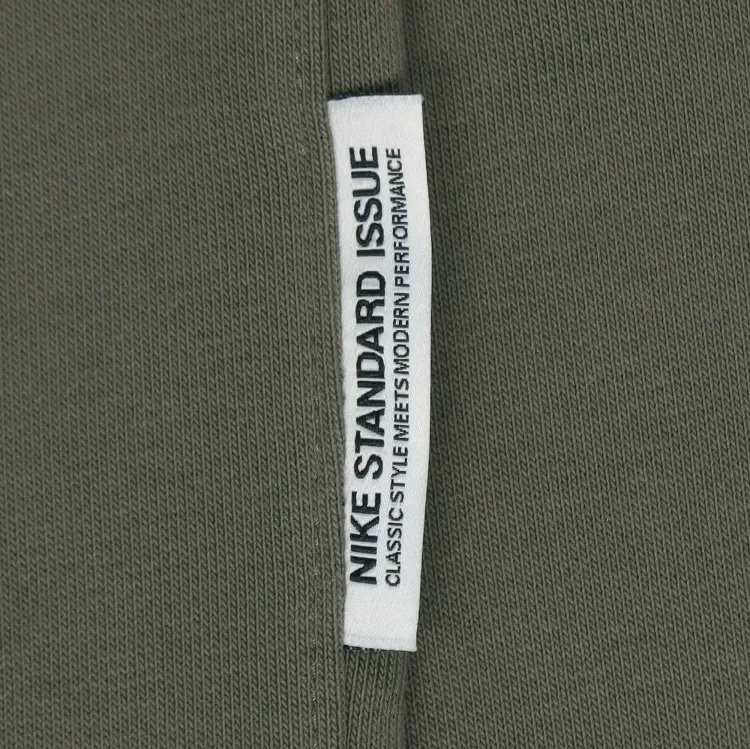 NIKE STANDARD ISSUE
CLASSIC STYLE MEETS MODERN PERFORMANCE